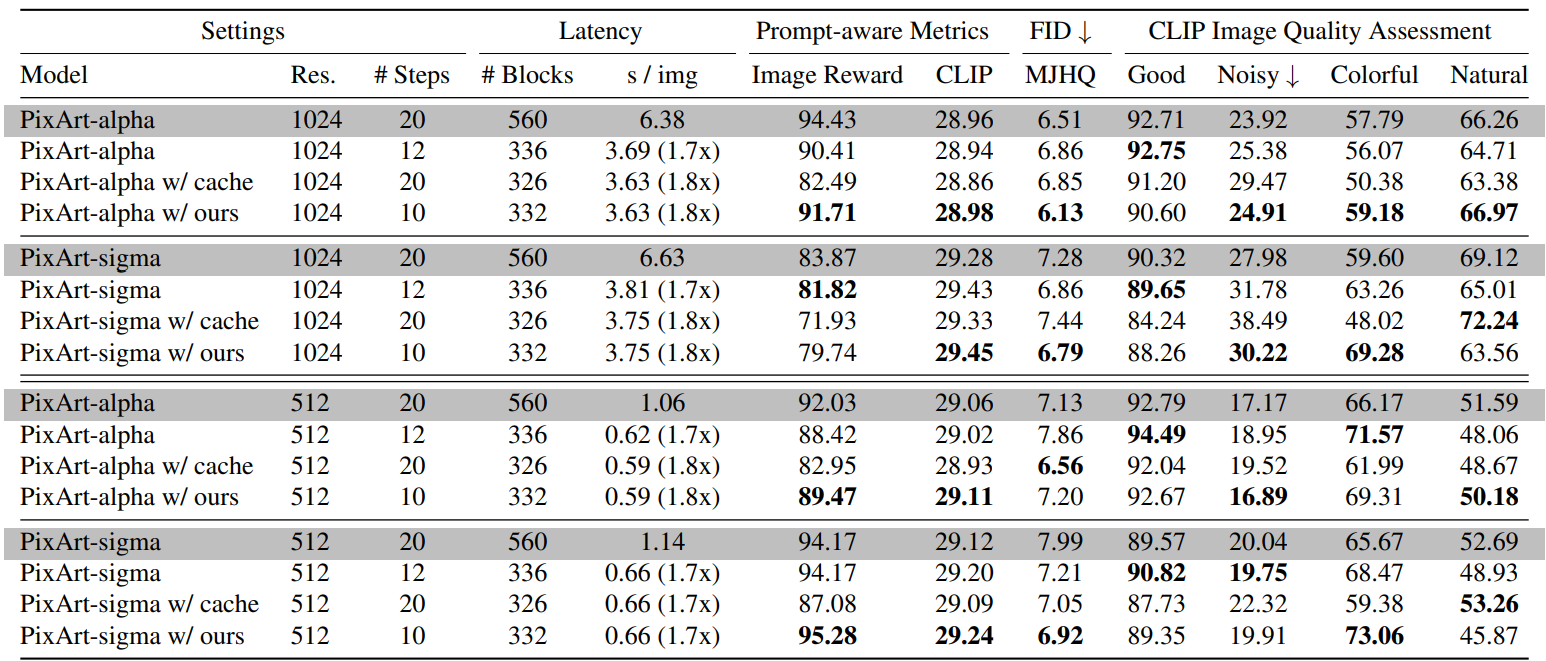 Settings Latency Prompt-aware Metrics FID ↓ CLIP Image Quality Assessment
Model Res. # Steps # Blocks s / img Image Reward CLIP MJHQ Good Noisy ↓ Colorful Natural
PixArt-alpha 1024 20 560 6.38 94.43 28.96 6.51 92.71 23.92 57.79 66.26
PixArt-alpha 1024 12 336 3.69 (1.7x) 90.41 28.94 6.86 92.75 25.38 56.07 64.71
PixArt-alpha w/ cache 1024 20 326 3.63 (1.8x) 82.49 28.86 6.85 91.20 29.47 50.38 63.38
PixArt-alpha w/ ours 1024 10 332 3.63 (1.8x) 91.71 28.98 6.13 90.60 24.91 59.18 66.97
PixArt-sigma 1024 20 560 6.63 83.87 29.28 7.28 90.32 27.98 59.60 69.12
PixArt-sigma 1024 12 336 3.81 (1.7x) 81.82 29.43 6.86 89.65 31.78 63.26 65.01
PixArt-sigma w/ cache 1024 20 326 3.75 (1.8x) 71.93 29.33 7.44 84.24 38.49 48.02 72.24
PixArt-sigma w/ ours 1024 10 332 3.75 (1.8x) 79.74 29.45 6.79 88.26 30.22 69.28 63.56
PixArt-alpha 512 20 560 1.06 92.03 29.06 7.13 92.79 17.17 66.17 51.59
PixArt-alpha 512 12 336 0.62 (1.7x) 88.42 29.02 7.86 94.49 18.95 71.57 48.06
PixArt-alpha w/ cache 512 20 326 0.59 (1.8x) 82.95 28.93 6.56 92.04 19.52 61.99 48.67
PixArt-alpha w/ ours 512 10 332 0.59 (1.8x) 89.47 29.11 7.20 92.67 16.89 69.31 50.18
PixArt-sigma 512 20 560 1.14 94.17 29.12 7.99 89.57 20.04 65.67 52.69
PixArt-sigma 512 12 336 0.66 (1.7x) 94.17 29.20 7.21 90.82 19.75 68.47 48.93
PixArt-sigma w/ cache 512 20 326 0.66 (1.7x) 87.08 29.09 7.05 87.73 22.32 59.38 53.26
PixArt-sigma w/ ours 512 10 332 0.66 (1.7x) 95.28 29.24 6.92 89.35 19.91 73.06 45.87